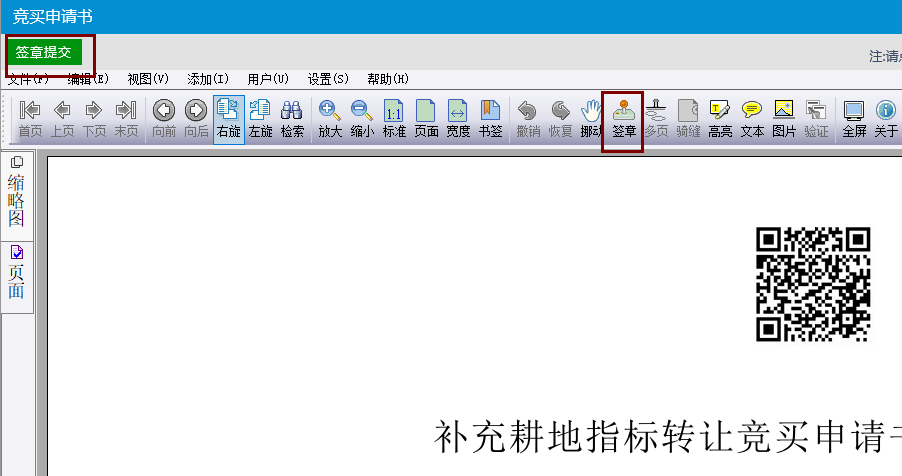 竞买申请书
签章提交
注:请点
文件(F) 编辑(E) 视图(V) 添加(I) 用户(U) 设置(S) 帮助(H)
首页 上页 下页 末页 向前 向后 右旋 左旋 检索 放大 缩小 标准 页面 宽度 书签 撤销 恢复 挪动 签章 多页 骑缝 高亮 文本 图片 验证 全屏 关于
1:1
缩略图
页面
补充耕地指标转让竞买申请书